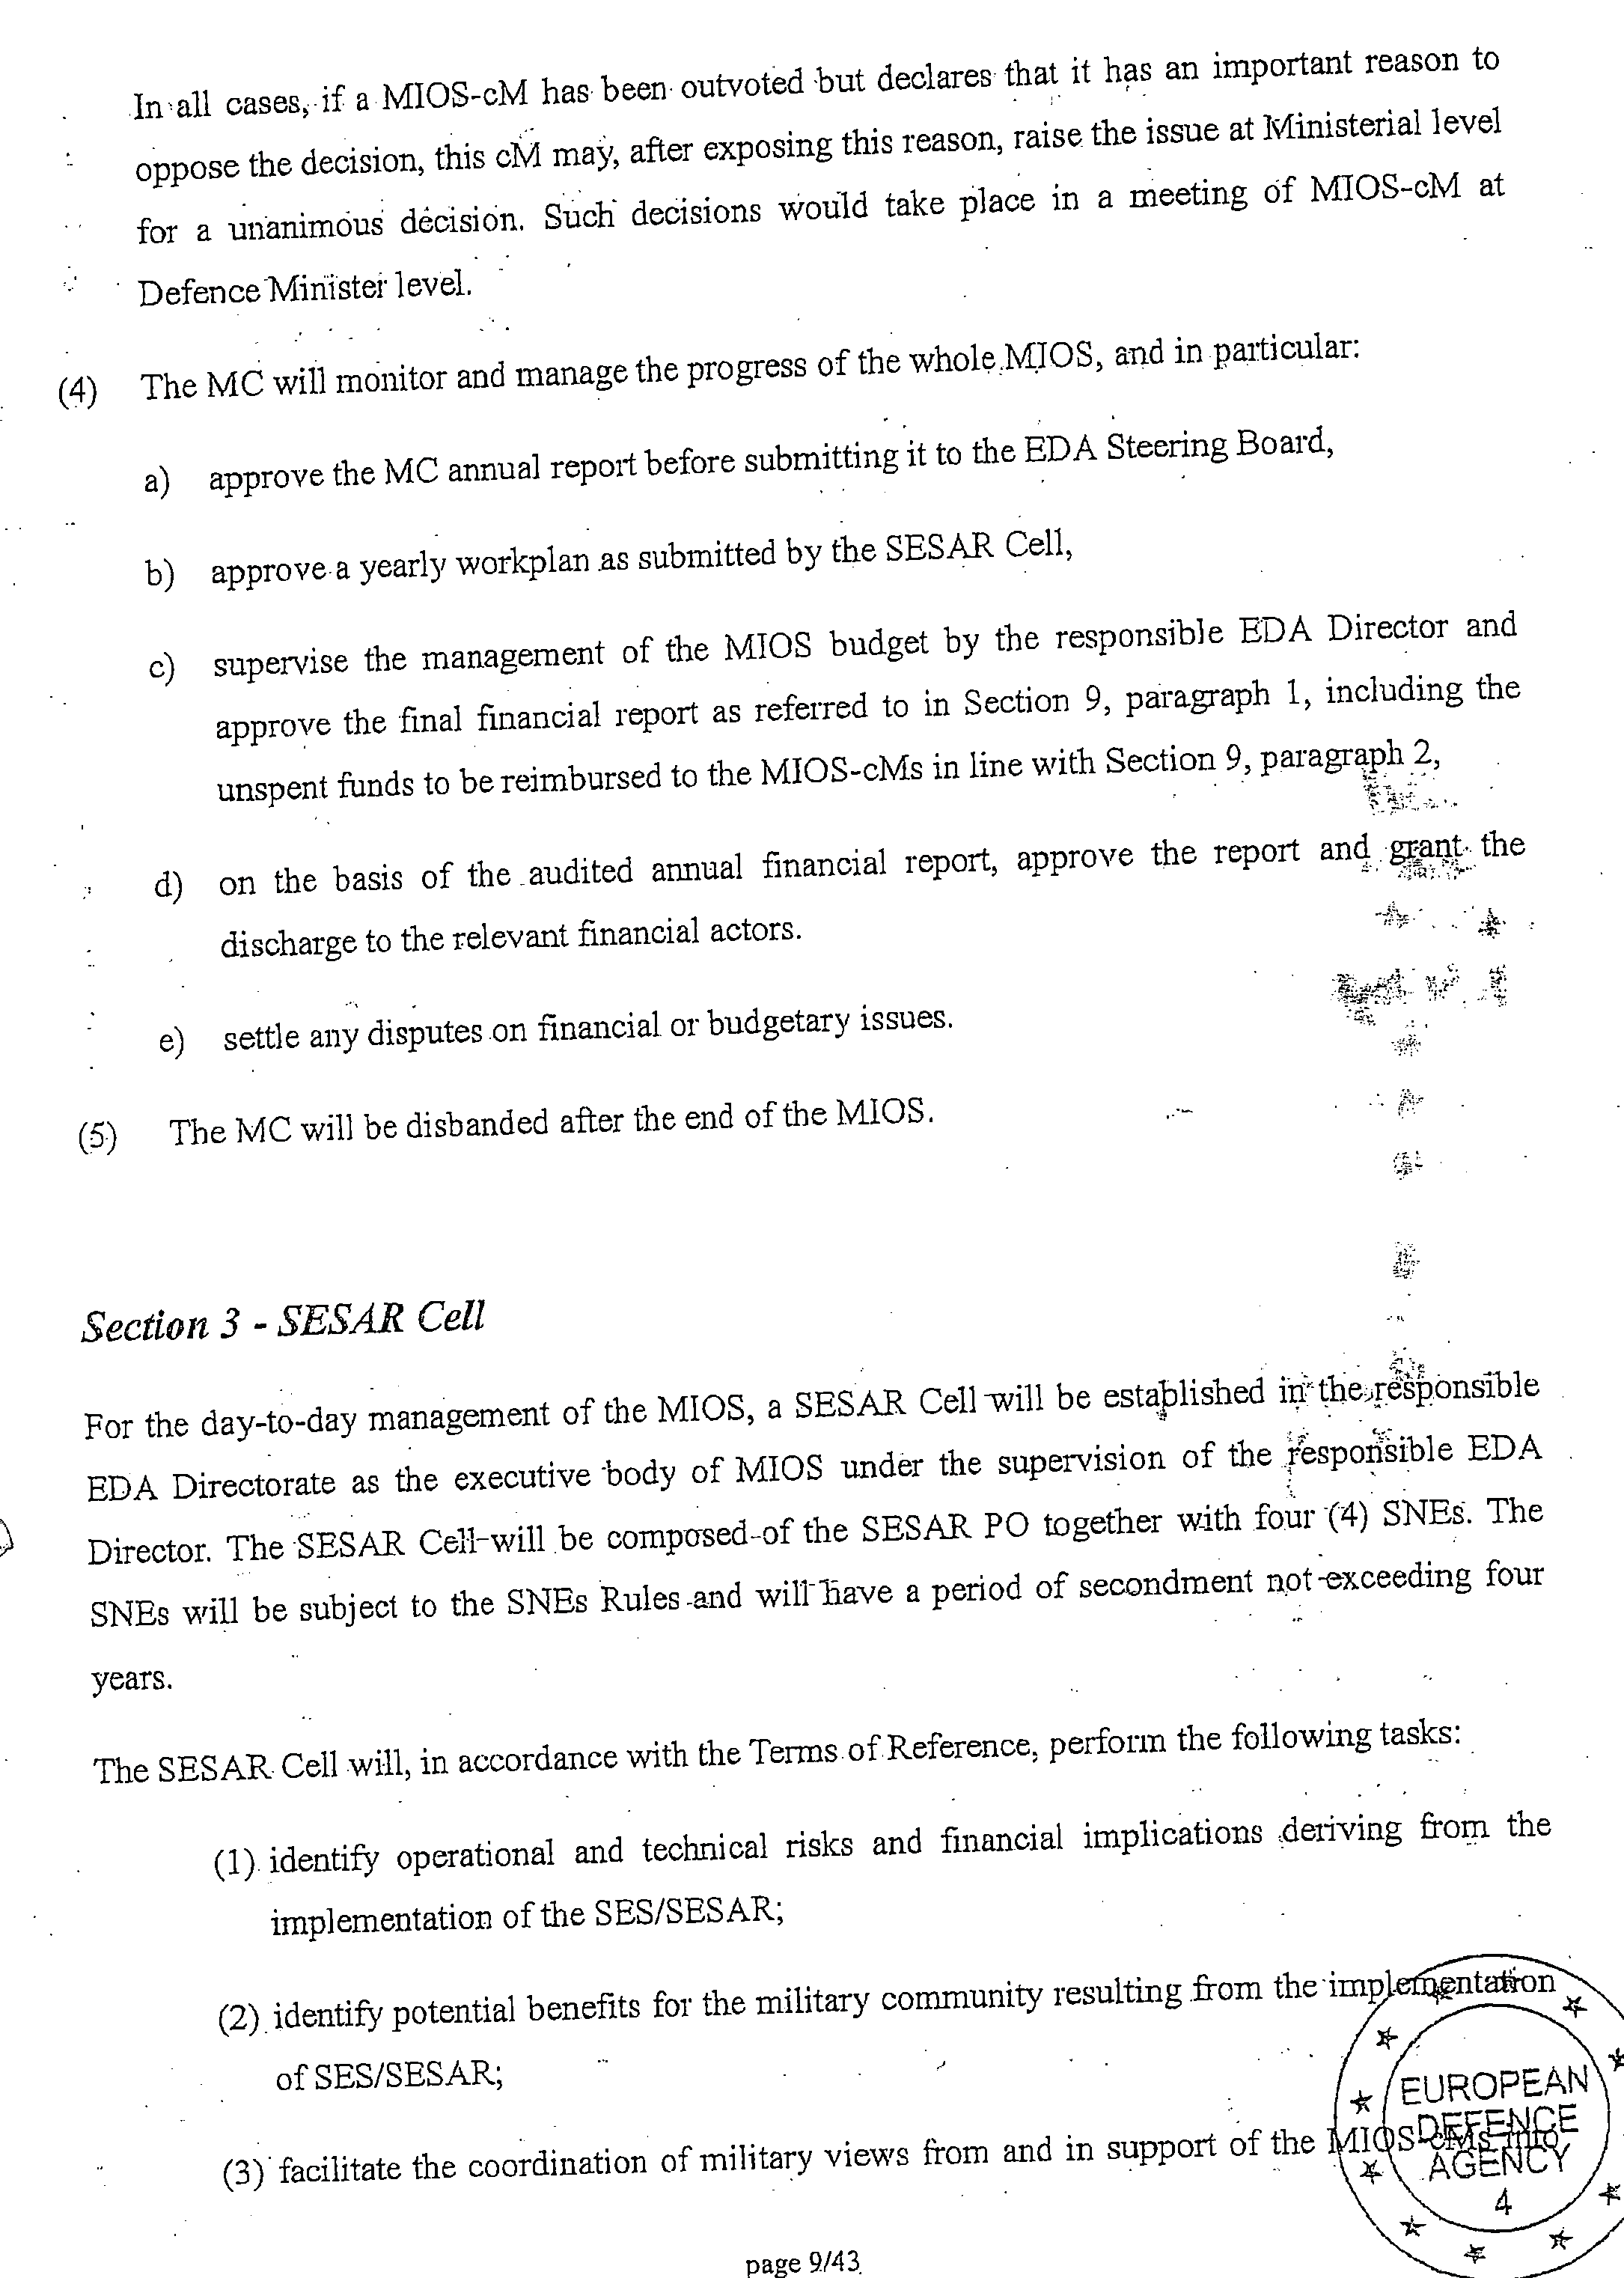 In all cases, if a MIOS-cM has been outvoted but declares that it has an important reason to
oppose the decision, this cM may, after exposing this reason, raise the issue at Ministerial level
for a unanimous decision. Such decisions would take place in a meeting of MIOS-cM at
Defence Minister level.
(4) The MC will monitor and manage the progress of the whole MIOS, and in particular:
a) approve the MC annual report before submitting it to the EDA Steering Board,
b) approve a yearly workplan as submitted by the SESAR Cell,
c) supervise the management of the MIOS budget by the responsible EDA Director and
approve the final financial report as referred to in Section 9, paragraph 1, including the
unspent funds to be reimbursed to the MIOS-cMs in line with Section 9, paragraph 2,
d) on the basis of the audited annual financial report, approve the report and grant the
discharge to the relevant financial actors.
e) settle any disputes on financial or budgetary issues.
(5) The MC will be disbanded after the end of the MIOS.
Section 3 - SESAR Cell
For the day-to-day management of the MIOS, a SESAR Cell will be established in the responsible
EDA Directorate as the executive body of MIOS under the supervision of the responsible EDA
Director. The SESAR Cell will be composed of the SESAR PO together with four (4) SNEs. The
SNEs will be subject to the SNEs Rules and will have a period of secondment not exceeding four
years.
The SESAR Cell will, in accordance with the Terms of Reference, perform the following tasks:
(1) identify operational and technical risks and financial implications deriving from the
implementation of the SES/SESAR;
(2) identify potential benefits for the military community resulting from the implementation
of SES/SESAR;
(3) facilitate the coordination of military views from and in support of the MIOS-cMs into
EUROPEAN
DEFENCE
AGENCY
4
page 9/43